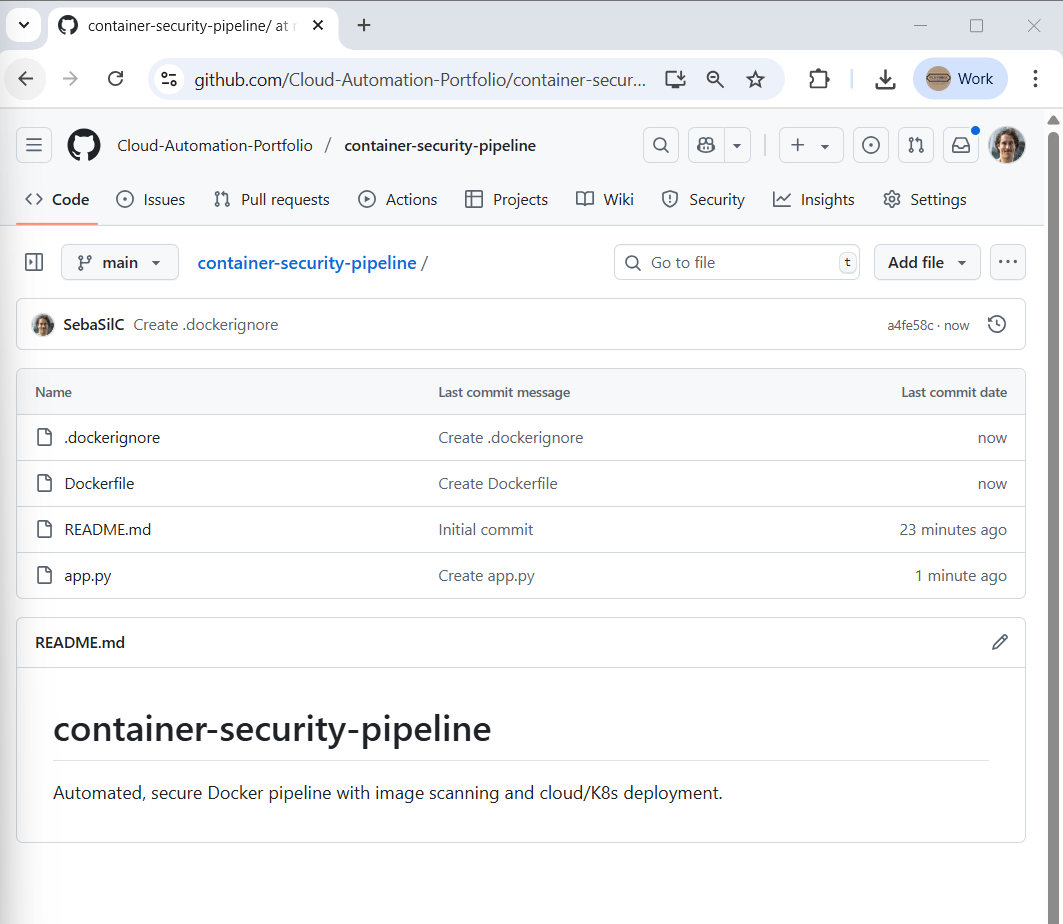 container-security-pipeline/ at
github.com/Cloud-Automation-Portfolio/container-secur...
Work
Cloud-Automation-Portfolio / container-security-pipeline
Code Issues Pull requests Actions Projects Wiki Security Insights Settings
main container-security-pipeline / Go to file t Add file
SebaSilC Create .dockerignore a4fe58c · now
Name Last commit message Last commit date
.dockerignore Create .dockerignore now
Dockerfile Create Dockerfile now
README.md Initial commit 23 minutes ago
app.py Create app.py 1 minute ago
README.md
container-security-pipeline
Automated, secure Docker pipeline with image scanning and cloud/K8s deployment.